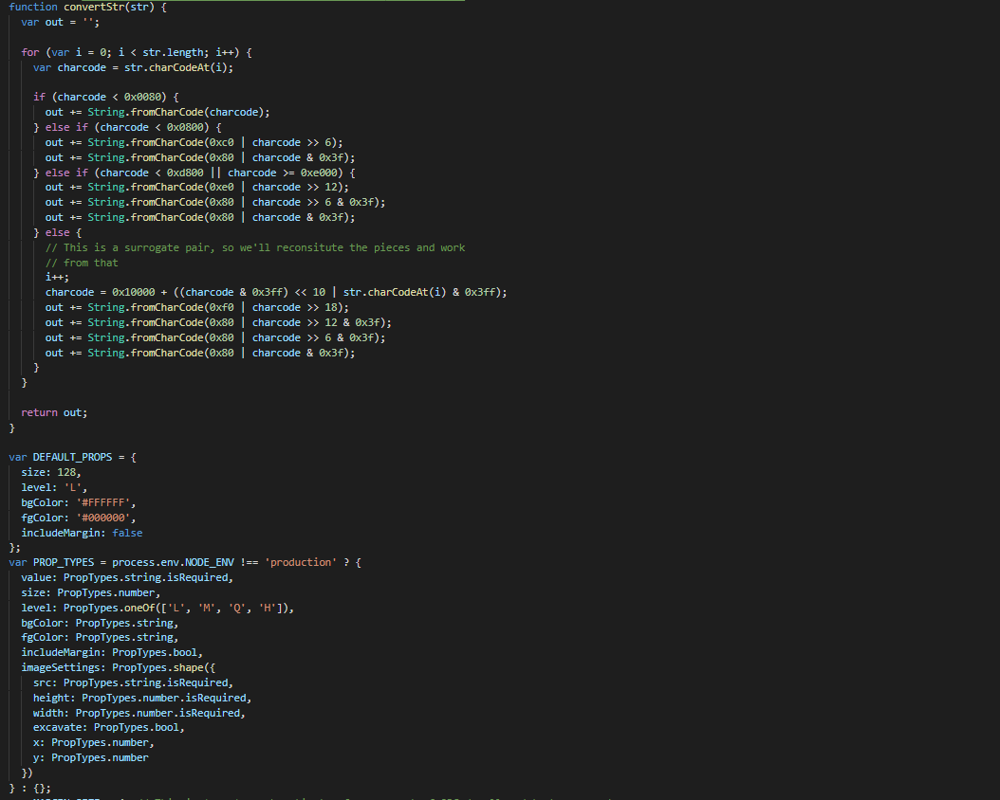 function convertStr(str) {
var out = '';
for (var i = 0; i < str.length; i++) {
var charcode = str.charCodeAt(i);
if (charcode < 0x0080) {
out += String.fromCharCode(charcode);
} else if (charcode < 0x0800) {
out += String.fromCharCode(0xc0 | charcode >> 6);
out += String.fromCharCode(0x80 | charcode & 0x3f);
} else if (charcode < 0xd800 || charcode >= 0xe000) {
out += String.fromCharCode(0xe0 | charcode >> 12);
out += String.fromCharCode(0x80 | charcode >> 6 & 0x3f);
out += String.fromCharCode(0x80 | charcode & 0x3f);
} else {
// This is a surrogate pair, so we'll reconsitute the pieces and work
// from that
i++;
charcode = 0x10000 + ((charcode & 0x3ff) << 10 | str.charCodeAt(i) & 0x3ff);
out += String.fromCharCode(0xf0 | charcode >> 18);
out += String.fromCharCode(0x80 | charcode >> 12 & 0x3f);
out += String.fromCharCode(0x80 | charcode >> 6 & 0x3f);
out += String.fromCharCode(0x80 | charcode & 0x3f);
}
}
return out;
}
var DEFAULT_PROPS = {
size: 128,
level: 'L',
bgColor: '#FFFFFF',
fgColor: '#000000',
includeMargin: false
};
var PROP_TYPES = process.env.NODE_ENV !== 'production' ? {
value: PropTypes.string.isRequired,
size: PropTypes.number,
level: PropTypes.oneOf(['L', 'M', 'Q', 'H']),
bgColor: PropTypes.string,
fgColor: PropTypes.string,
includeMargin: PropTypes.bool,
imageSettings: PropTypes.shape({
src: PropTypes.string.isRequired,
height: PropTypes.number.isRequired,
width: PropTypes.number.isRequired,
excavate: PropTypes.bool,
x: PropTypes.number,
y: PropTypes.number
})
} : {};